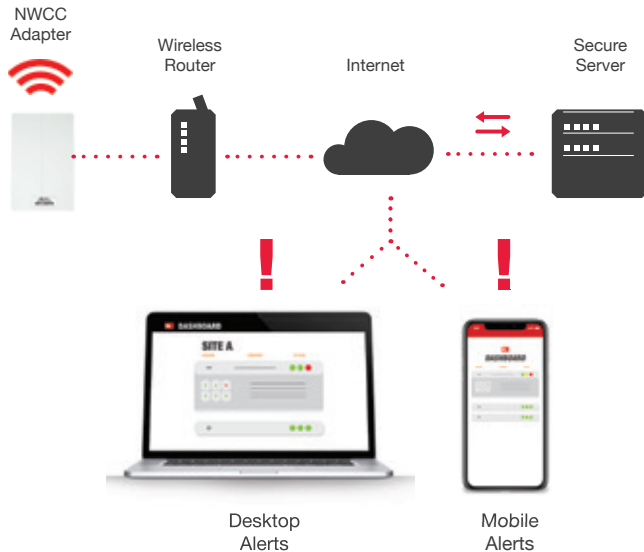 NWCC
Adapter
Wireless
Router
Internet
Secure
Server
DASHBOARD
SITE A
DASHBOARD
Desktop
Alerts
Mobile
Alerts